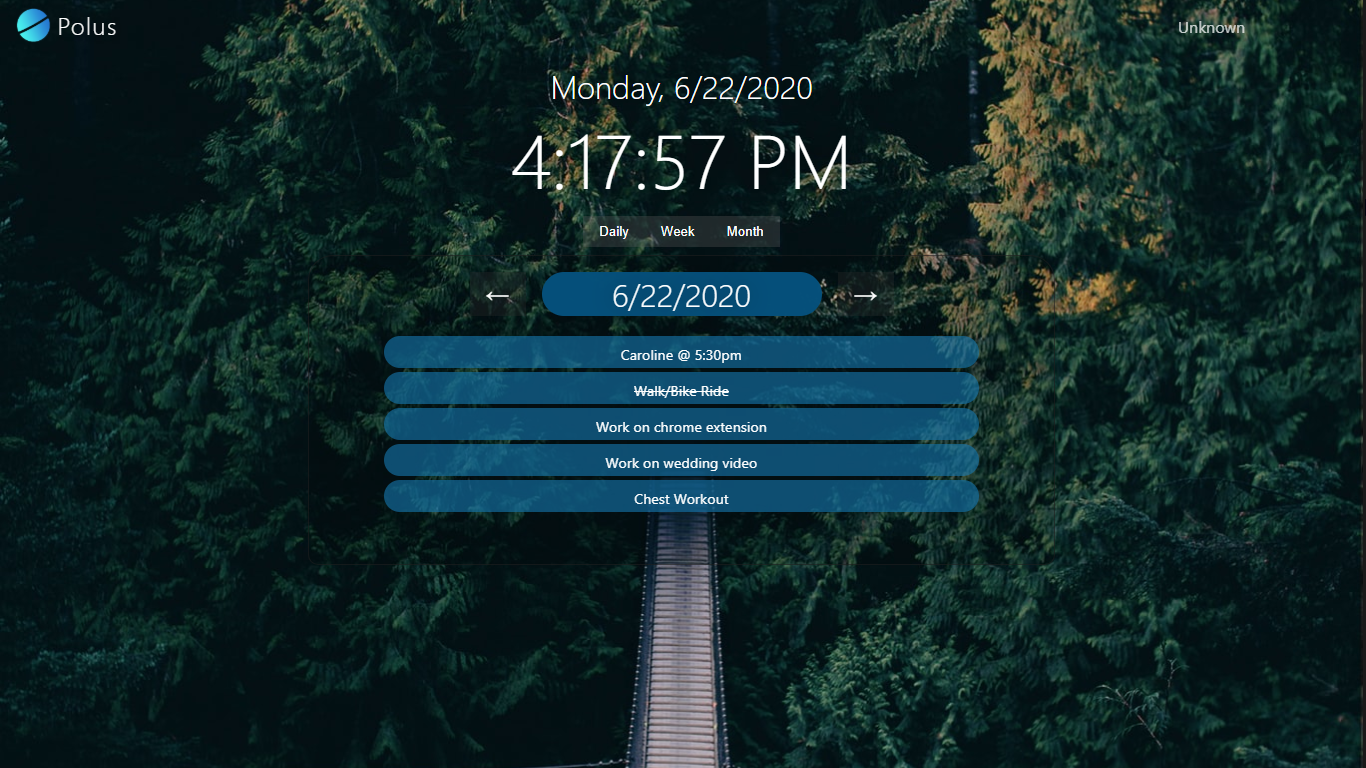 Polus
Unknown
Monday, 6/22/2020
4:17:57 PM
Daily Week Month
← 6/22/2020 →
Caroline @ 5:30pm
Walk/Bike Ride
Work on chrome extension
Work on wedding video
Chest Workout